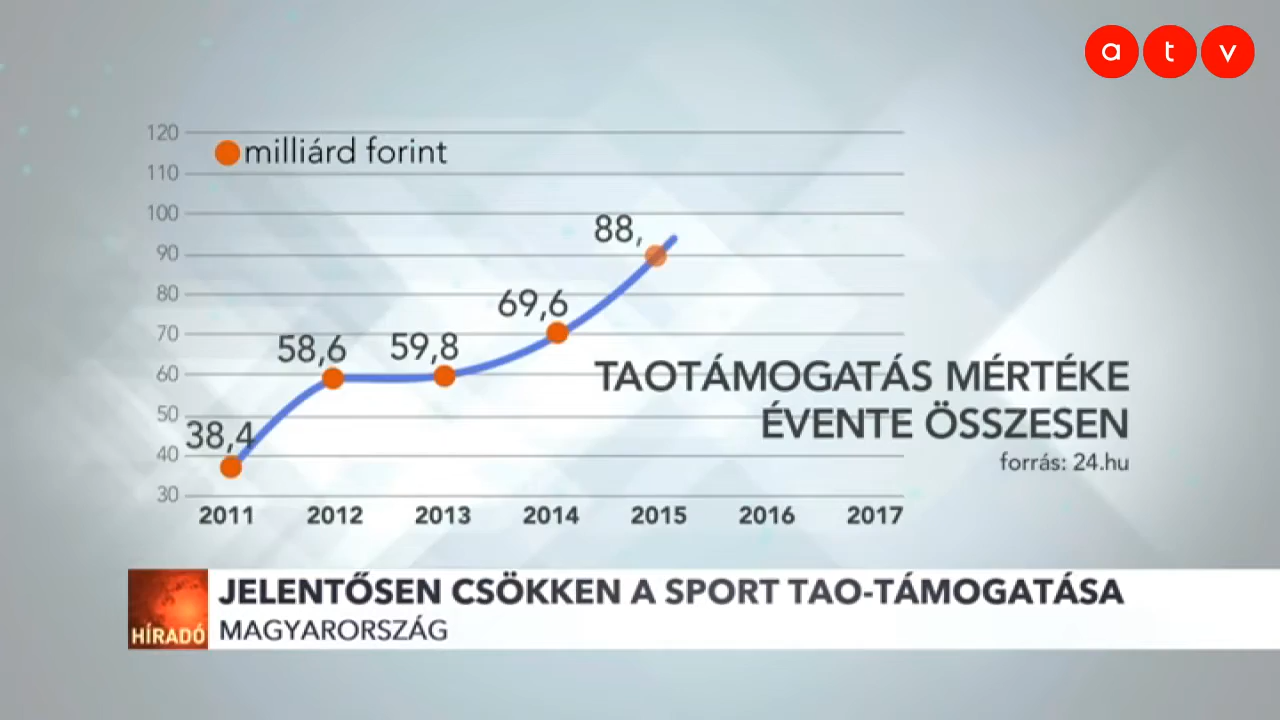 atv
120
milliárd forint
110
100
88,
90
80
69,6
70
58,6
59,8
60
TAOTÁMOGATÁS MÉRTÉKE
50
ÉVENTE ÖSSZESEN
38,4
40
forrás: 24.hu
30
2011 2012 2013 2014 2015 2016 2017
JELENTŐSEN CSÖKKEN A SPORT TAO-TÁMOGATÁSA
HÍRADÓ
MAGYARORSZÁG